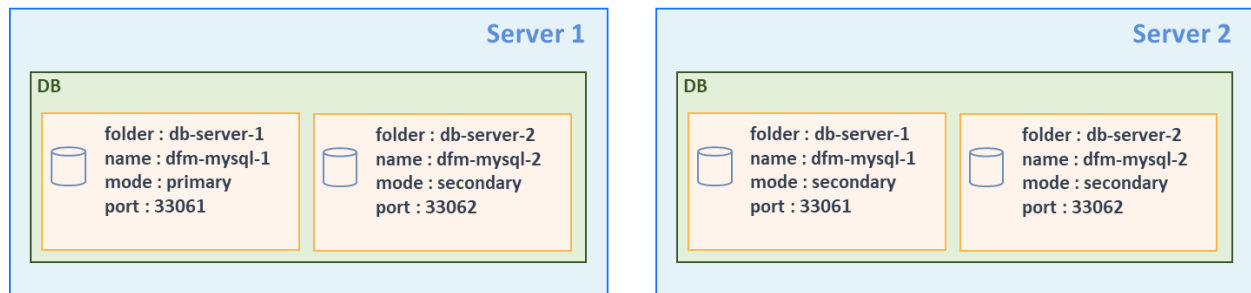 Server 1
DB
folder : db-server-1
name : dfm-mysql-1
mode : primary
port : 33061
folder : db-server-2
name : dfm-mysql-2
mode : secondary
port : 33062
Server 2
DB
folder : db-server-1
name : dfm-mysql-1
mode : secondary
port : 33061
folder : db-server-2
name : dfm-mysql-2
mode : secondary
port : 33062